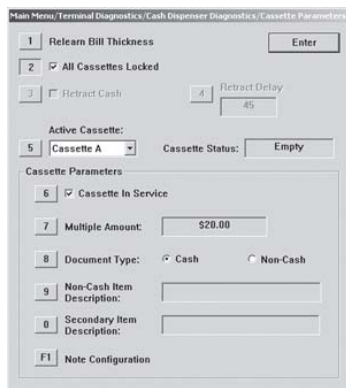 Main Menu/Terminal Diagnostics/Cash Dispenser Diagnostics/Cassette Parameters
1 Relearn Bill Thickness Enter
2 All Cassettes Locked
3 Retract Cash 4 Retract Delay
45
Active Cassette:
5 Cassette A Cassette Status: Empty
Cassette Parameters
6 Cassette In Service
7 Multiple Amount: $20.00
8 Document Type: Cash Non-Cash
9 Non-Cash Item
Description:
0 Secondary Item
Description:
F1 Note Configuration